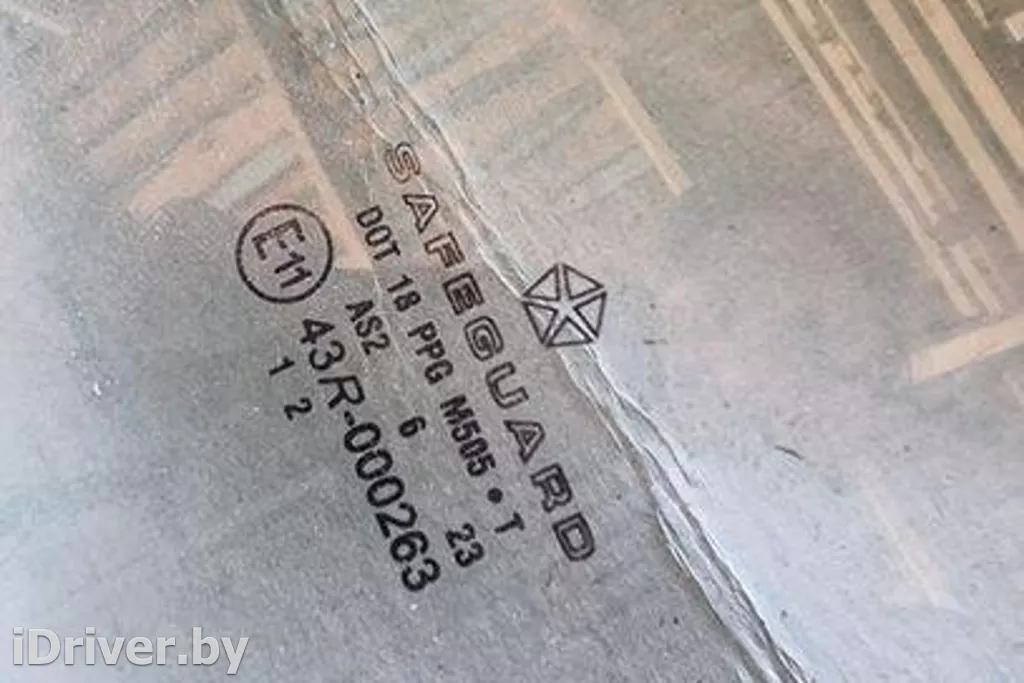 SAFEGUARD
DOT 18 PPG M505 • T
AS2 6 23
E11
43R-000263
1 2
iDriver.by